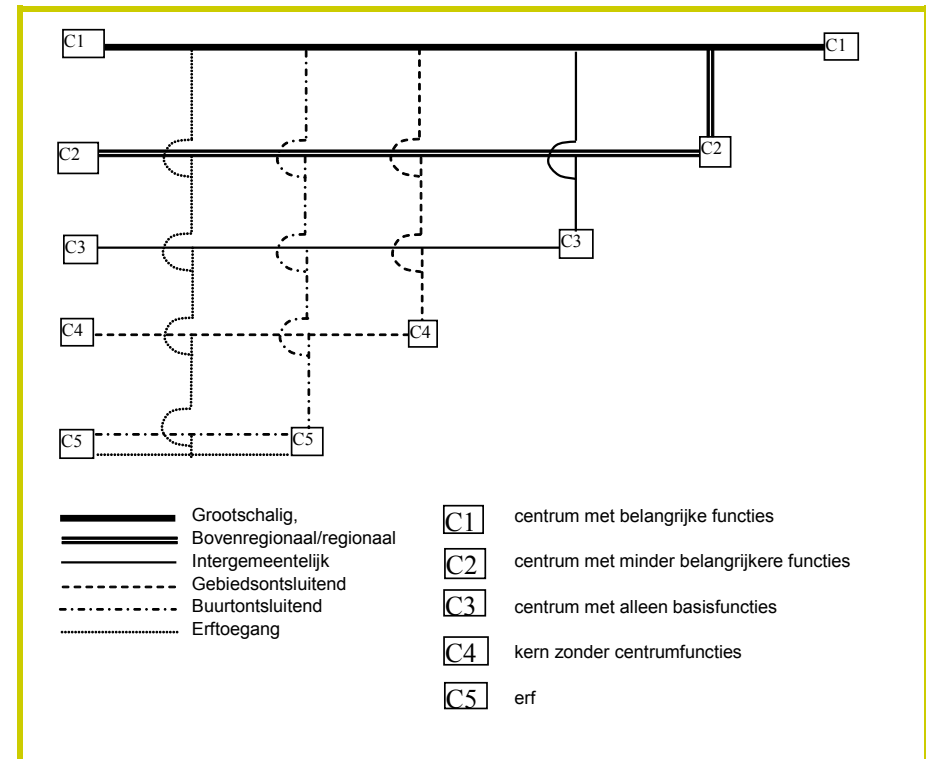 C1 C1
C2 C2
C3 C3
C4 C4
C5 C5
Grootschalig,
Bovenregionaal/regionaal
Intergemeentelijk
Gebiedsontsluitend
Buurtontsluitend
Erftoegang
C1 centrum met belangrijke functies
C2 centrum met minder belangrijkere functies
C3 centrum met alleen basisfuncties
C4 kern zonder centrumfuncties
C5 erf